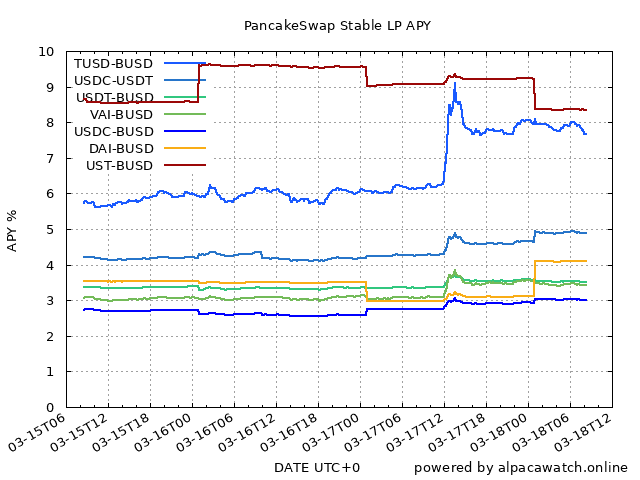 PancakeSwap Stable LP APY
10
9
8
7
6
5
4
3
2
1
0
APY %
TUSD-BUSD
USDC-USDT
USDT-BUSD
VAI-BUSD
USDC-BUSD
DAI-BUSD
UST-BUSD
03-15T06
03-15T12
03-15T18
03-16T00
03-16T06
03-16T12
03-16T18
03-17T00
03-17T06
03-17T12
03-17T18
03-18T00
03-18T06
03-18T12
DATE UTC+0
powered by alpacawatch.online